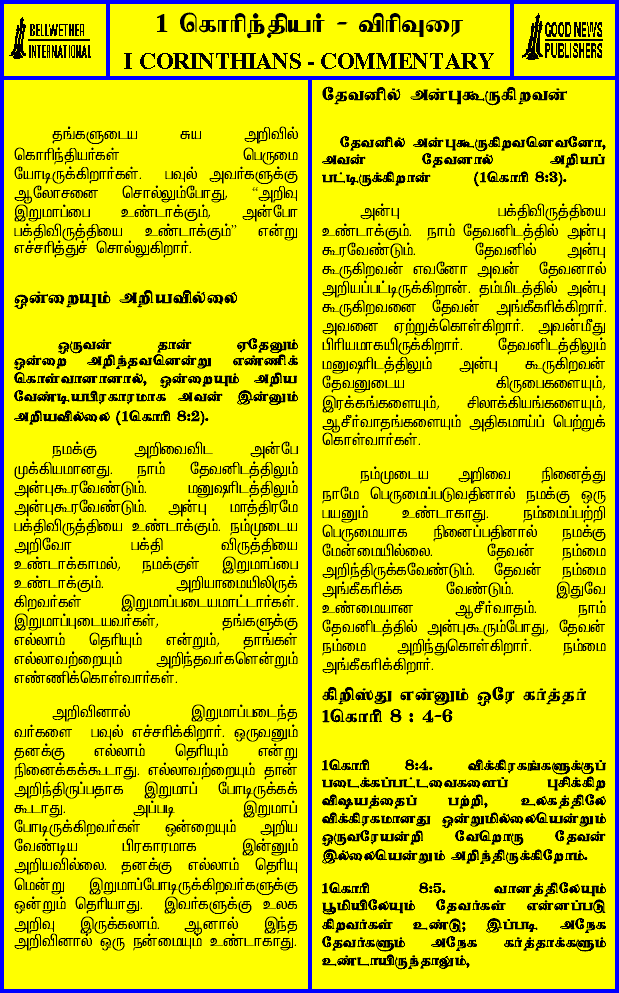 BELLWETHER
INTERNATIONAL
1 கொரிந்தியர் - விரிவுரை
I CORINTHIANS - COMMENTARY
GOOD NEWS
PUBLISHERS
தங்களுடைய சுய அறிவில்
கொரிந்தியர்கள் பெருமை
யோடிருக்கிறார்கள். பவுல் அவர்களுக்கு
ஆலோசனை சொல்லும்போது, “அறிவு
இறுமாப்பை உண்டாக்கும், அன்போ
பக்திவிருத்தியை உண்டாக்கும்” என்று
எச்சரித்துச் சொல்லுகிறார்.
ஒன்றையும் அறியவில்லை
ஒருவன் தான் ஏதேனும்
ஒன்றை அறிந்தவனென்று எண்ணிக்
கொள்வானானால், ஒன்றையும் அறிய
வேண்டியபிரகாரமாக அவன் இன்னும்
அறியவில்லை (1கொரி 8:2).
நமக்கு அறிவைவிட அன்பே
முக்கியமானது. நாம் தேவனிடத்திலும்
அன்புகூரவேண்டும். மனுஷரிடத்திலும்
அன்புகூரவேண்டும். அன்பு மாத்திரமே
பக்திவிருத்தியை உண்டாக்கும். நம்முடைய
அறிவோ பக்தி விருத்தியை
உண்டாக்காமல், நமக்குள் இறுமாப்பை
உண்டாக்கும். அறியாமையிலிருக்
கிறவர்கள் இறுமாப்படையமாட்டார்கள்.
இறுமாப்புடையவர்கள், தங்களுக்கு
எல்லாம் தெரியும் என்றும், தாங்கள்
எல்லாவற்றையும் அறிந்தவர்களென்றும்
எண்ணிக்கொள்வார்கள்.
அறிவினால் இறுமாப்படைந்த
வர்களை பவுல் எச்சரிக்கிறார். ஒருவனும்
தனக்கு எல்லாம் தெரியும் என்று
நினைக்கக்கூடாது. எல்லாவற்றையும் தான்
அறிந்திருப்பதாக இறுமாப் போடிருக்கக்
கூடாது. அப்படி இறுமாப்
போடிருக்கிறவர்கள் ஒன்றையும் அறிய
வேண்டிய பிரகாரமாக இன்னும்
அறியவில்லை. தனக்கு எல்லாம் தெரியு
மென்று இறுமாப்போடிருக்கிறவர்களுக்கு
ஒன்றும் தெரியாது. இவர்களுக்கு உலக
அறிவு இருக்கலாம். ஆனால் இந்த
அறிவினால் ஒரு நன்மையும் உண்டாகாது.
தேவனில் அன்புகூருகிறவன்
தேவனில் அன்புகூருகிறவனெவனோ,
அவன் தேவனால் அறியப்
பட்டிருக்கிறான் (1கொரி 8:3).
அன்பு பக்திவிருத்தியை
உண்டாக்கும். நாம் தேவனிடத்தில் அன்பு
கூரவேண்டும். தேவனில் அன்பு
கூருகிறவன் எவனோ அவன் தேவனால்
அறியப்பட்டிருக்கிறான். தம்மிடத்தில் அன்பு
கூருகிறவனை தேவன் அங்கீகரிக்கிறார்.
அவனை ஏற்றுக்கொள்கிறார். அவன்மீது
பிரியமாகயிருக்கிறார். தேவனிடத்திலும்
மனுஷரிடத்திலும் அன்பு கூருகிறவன்
தேவனுடைய கிருபைகளையும்,
இரக்கங்களையும், சிலாக்கியங்களையும்,
ஆசீர்வாதங்களையும் அதிகமாய்ப் பெற்றுக்
கொள்வார்கள்.
நம்முடைய அறிவை நினைத்து
நாமே பெருமைப்படுவதினால் நமக்கு ஒரு
பயனும் உண்டாகாது. நம்மைப்பற்றி
பெருமையாக நினைப்பதினால் நமக்கு
மேன்மையில்லை. தேவன் நம்மை
அறிந்திருக்கவேண்டும். தேவன் நம்மை
அங்கீகரிக்க வேண்டும். இதுவே
உண்மையான ஆசீர்வாதம். நாம்
தேவனிடத்தில் அன்புகூரும்போது, தேவன்
நம்மை அறிந்துகொள்கிறார். நம்மை
அங்கீகரிக்கிறார்.
கிறிஸ்து என்னும் ஒரே கர்த்தர்
1கொரி 8 : 4-6
1கொரி 8:4. விக்கிரகங்களுக்குப்
படைக்கப்பட்டவைகளைப் புசிக்கிற
விஷயத்தைப் பற்றி, உலகத்திலே
விக்கிரகமானது ஒன்றுமில்லையென்றும்
ஒருவரேயன்றி வேறொரு தேவன்
இல்லையென்றும் அறிந்திருக்கிறோம்.
1கொரி 8:5. வானத்திலேயும்
பூமியிலேயும் தேவர்கள் என்னப்படு
கிறவர்கள் உண்டு; இப்படி அநேக
தேவர்களும் அநேக கர்த்தாக்களும்
உண்டாயிருந்தாலும்,